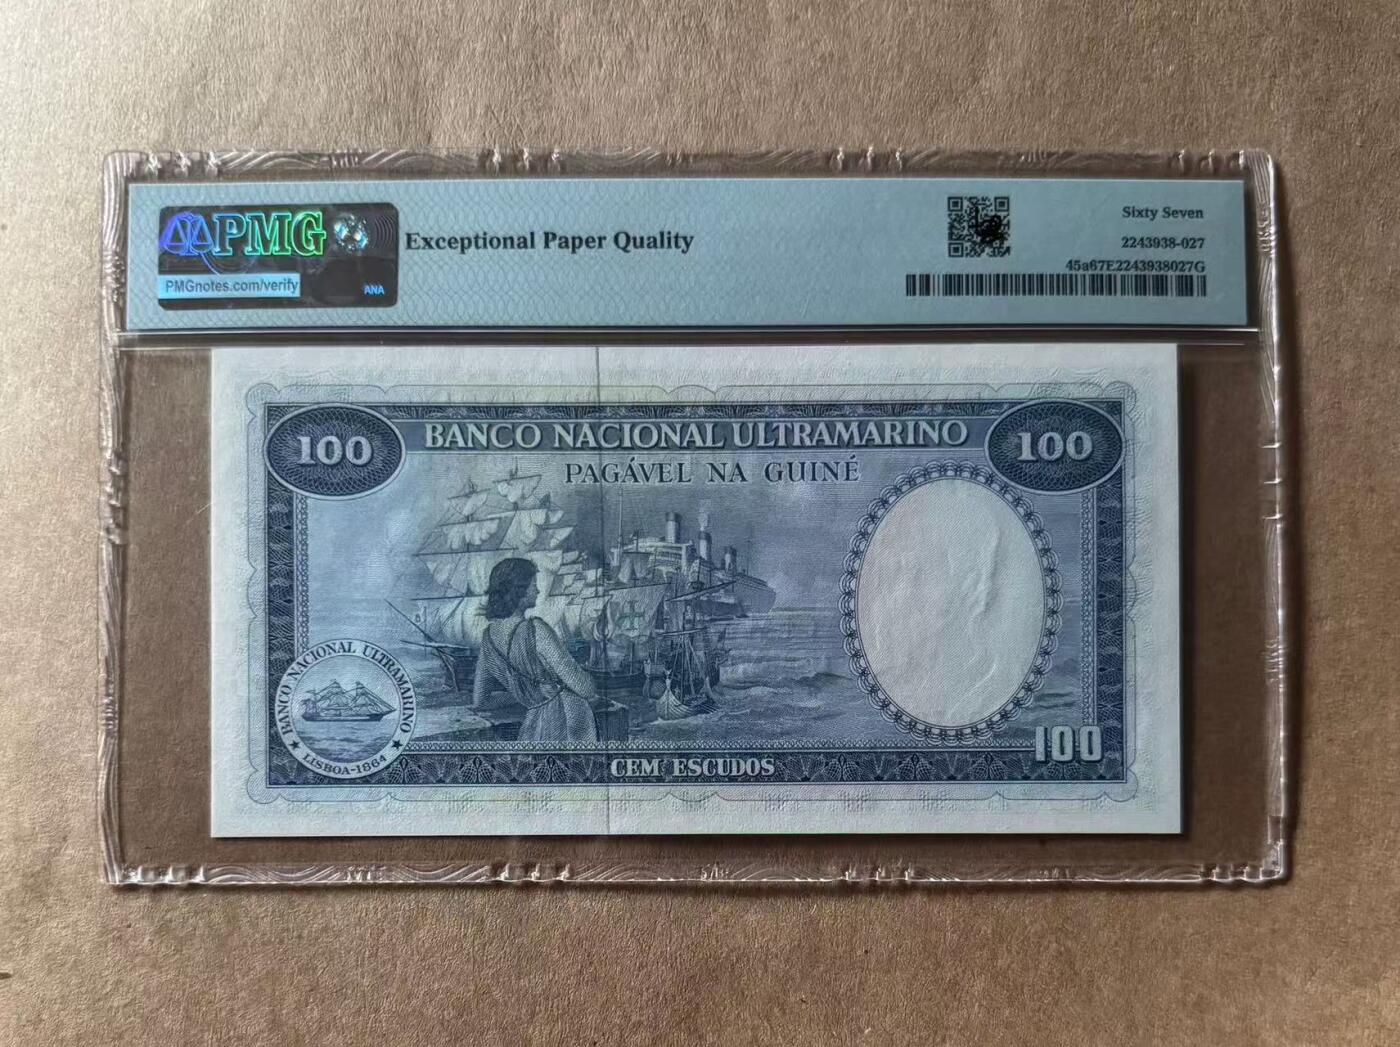 PMG
PMGnotes.com/verify
ANA
Exceptional Paper Quality
Sixty Seven
2243938-027
45a67E2243938027G
100
BANCO NACIONAL ULTRAMARINO
100
PAGÁVEL NA GUINÉ
BANCO NACIONAL ULTRAMARINO
LISBOA-1864
100
CEM ESCUDOS